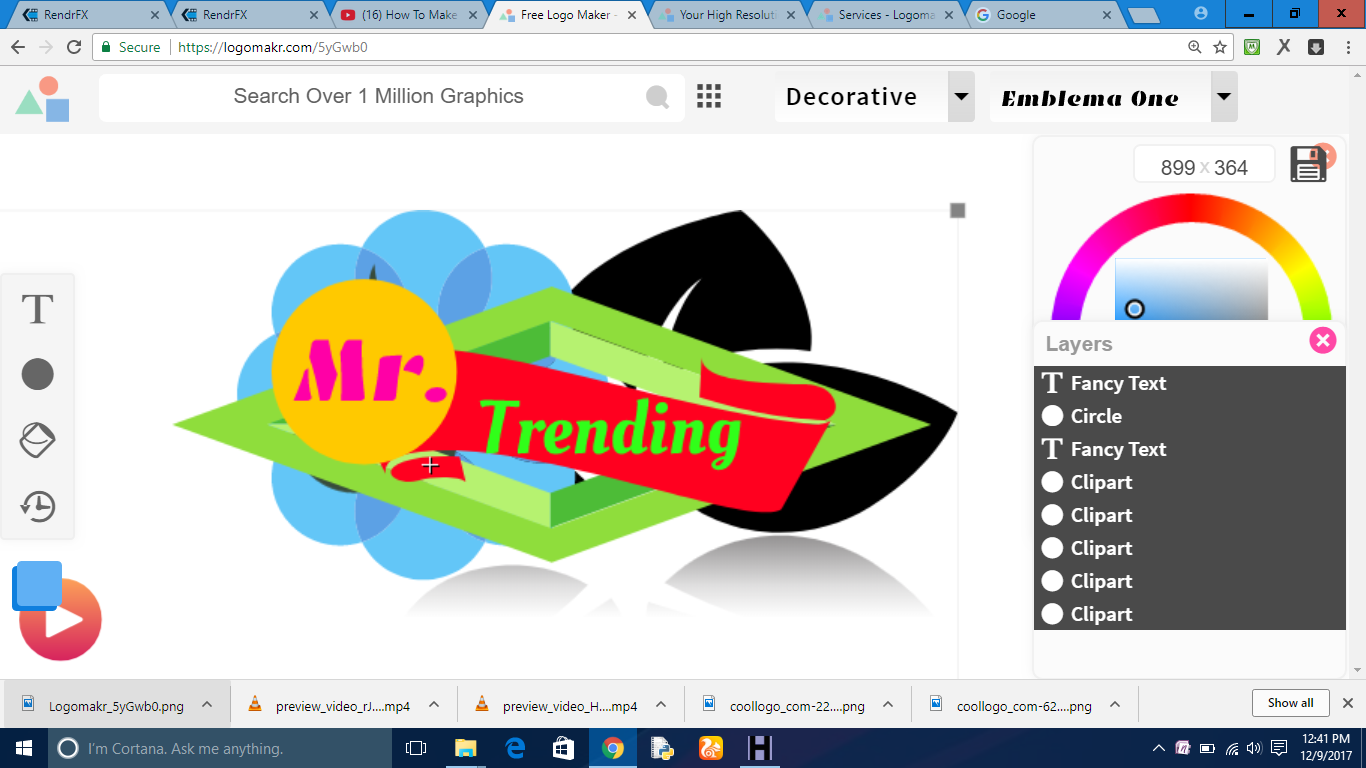 RendrFX
RendrFX
(16) How To Make
Free Logo Maker -
Your High Resoluti
Services - Logoma
Google
Secure
https://logomakr.com/5yGwb0
Search Over 1 Million Graphics
Decorative
Emblema One
899 x 364
Mr.
Trending
Layers
T Fancy Text
Circle
T Fancy Text
Clipart
Clipart
Clipart
Clipart
Clipart
T
Logomakr_5yGwb0.png
preview_video_rJ....mp4
preview_video_H....mp4
coollogo_com-22....png
coollogo_com-62....png
Show all
I'm Cortana. Ask me anything.
12:41 PM
12/9/2017